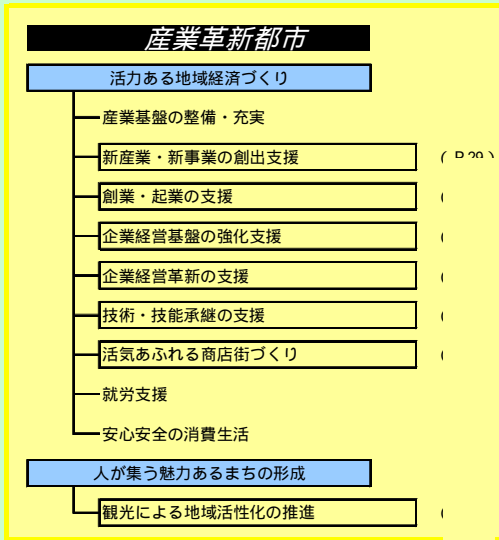 産業革新都市
活力ある地域経済づくり
産業基盤の整備・充実
新産業・新事業の創出支援
創業・起業の支援
企業経営基盤の強化支援
企業経営革新の支援
技術・技能承継の支援
活気あふれる商店街づくり
就労支援
安心安全の消費生活
人が集う魅力あるまちの形成
観光による地域活性化の推進